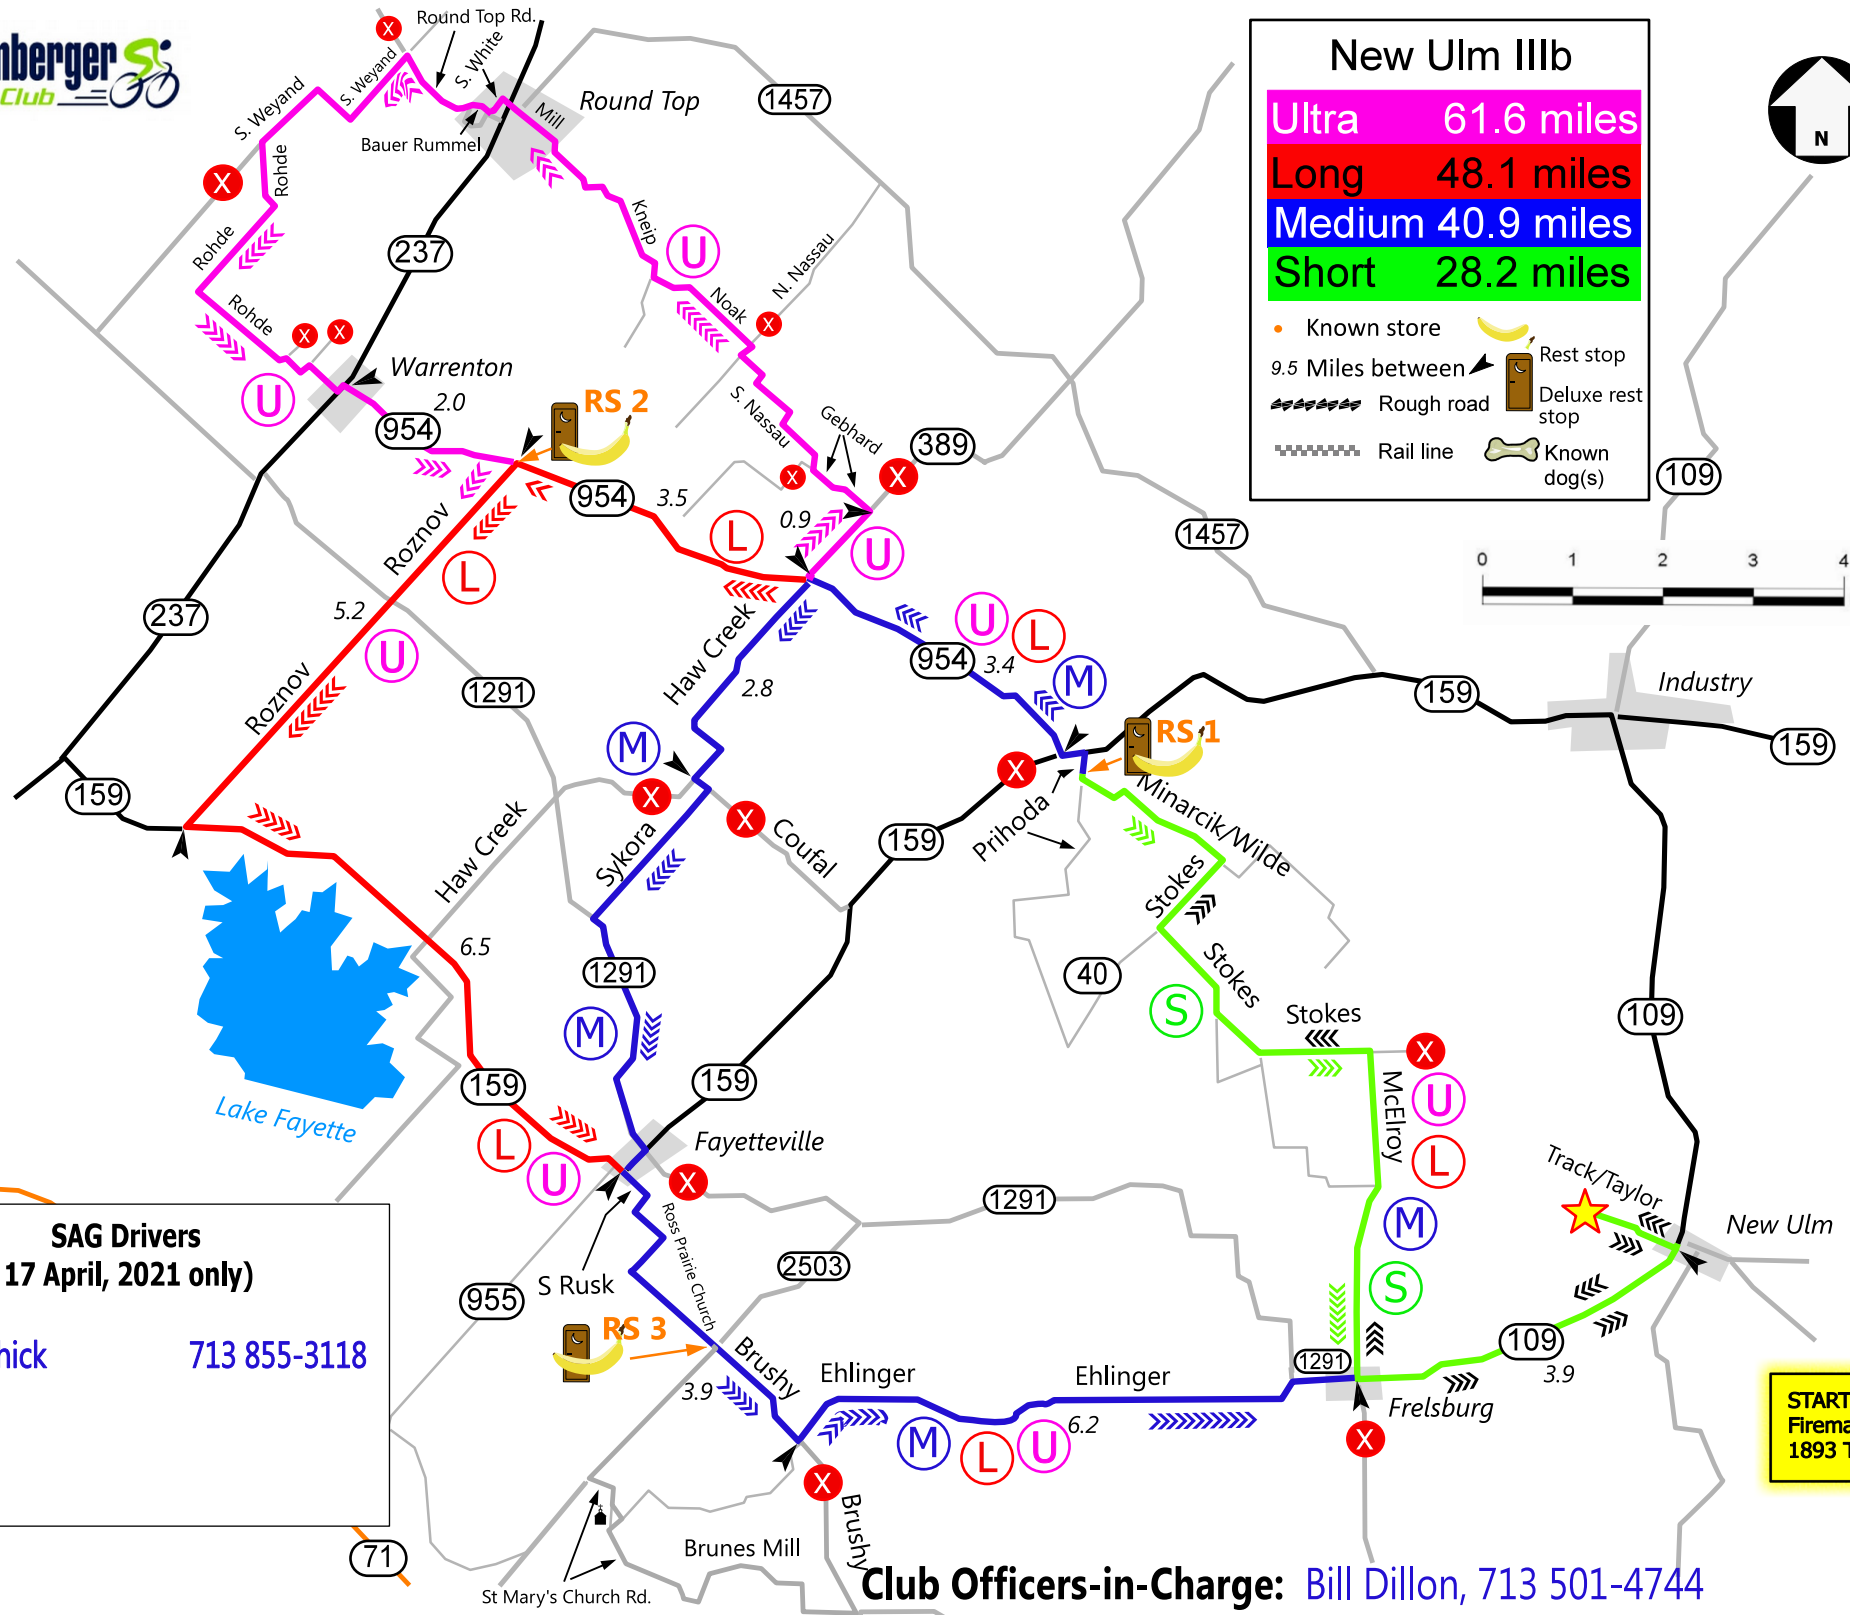 Club
Round Top Rd.
S. White
S. Weyand
S. Weyand
Bauer Rummel
Mill
Round Top
1457
Rohde
Rohde
Rohde
237
Kneip
U
N. Nassau
Noak
X
Warrenton
2.0
954
U
RS 2
S. Nassau
Gebhard
389
X
954
3.5
0.9
L
U
Roznov
L
5.2
U
237
Roznov
1291
Haw Creek
2.8
954
3.4
U
L
M
1457
New Ulm IIIb
Ultra 61.6 miles
Long 48.1 miles
Medium 40.9 miles
Short 28.2 miles
Known store
9.5 Miles between
Rough road
Rail line
Rest stop
Deluxe rest
stop
Known
dog(s)
N
109
0 1 2 3 4
Industry
159
159
RS 1
M
X
X
X
159
Haw Creek
Sykora
Coufal
159
Prihoda
Minarcik/Wilde
Stokes
Stokes
Stokes
40
S
6.5
1291
M
109
Lake Fayette
159
159
L
U
Fayetteville
X
X
McElroy
U
L
M
S
Track/Taylor
New Ulm
1291
2503
955
S Rusk
Ross Prairie Church
RS 3
Brushy
3.9
Ehlinger
Ehlinger
1291
109
3.9
Frelsburg
X
M
L
U
6.2
X
Brushy
Brunes Mill
St Mary's Church Rd.
71
SAG Drivers
17 April, 2021 only)
713 855-3118
START
1893
Club Officers-in-Charge: Bill Dillon, 713 501-4744